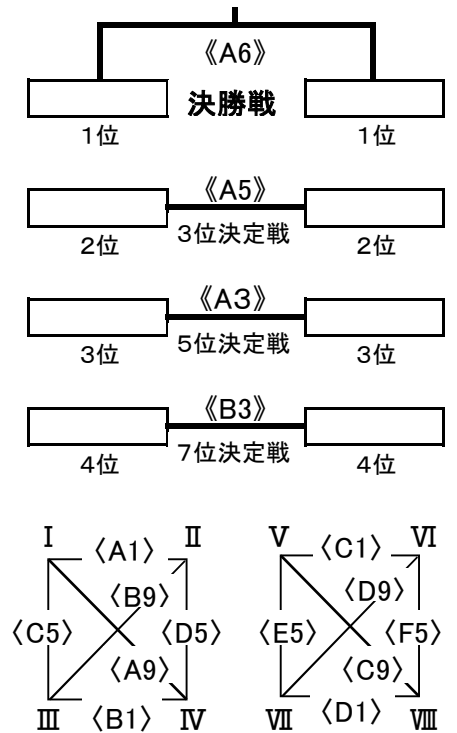 《A6》
決勝戦
1位 1位
《A5》
3位決定戦
2位 2位
《A3》
5位決定戦
3位 3位
《B3》
7位決定戦
4位 4位
Ⅰ 〈A1〉 Ⅱ Ⅴ 〈C1〉 Ⅵ
〈B9〉 〈D9〉
〈C5〉 〈D5〉 〈E5〉 〈F5〉
〈A9〉 〈C9〉
Ⅲ 〈B1〉 Ⅳ Ⅶ 〈D1〉 Ⅷ